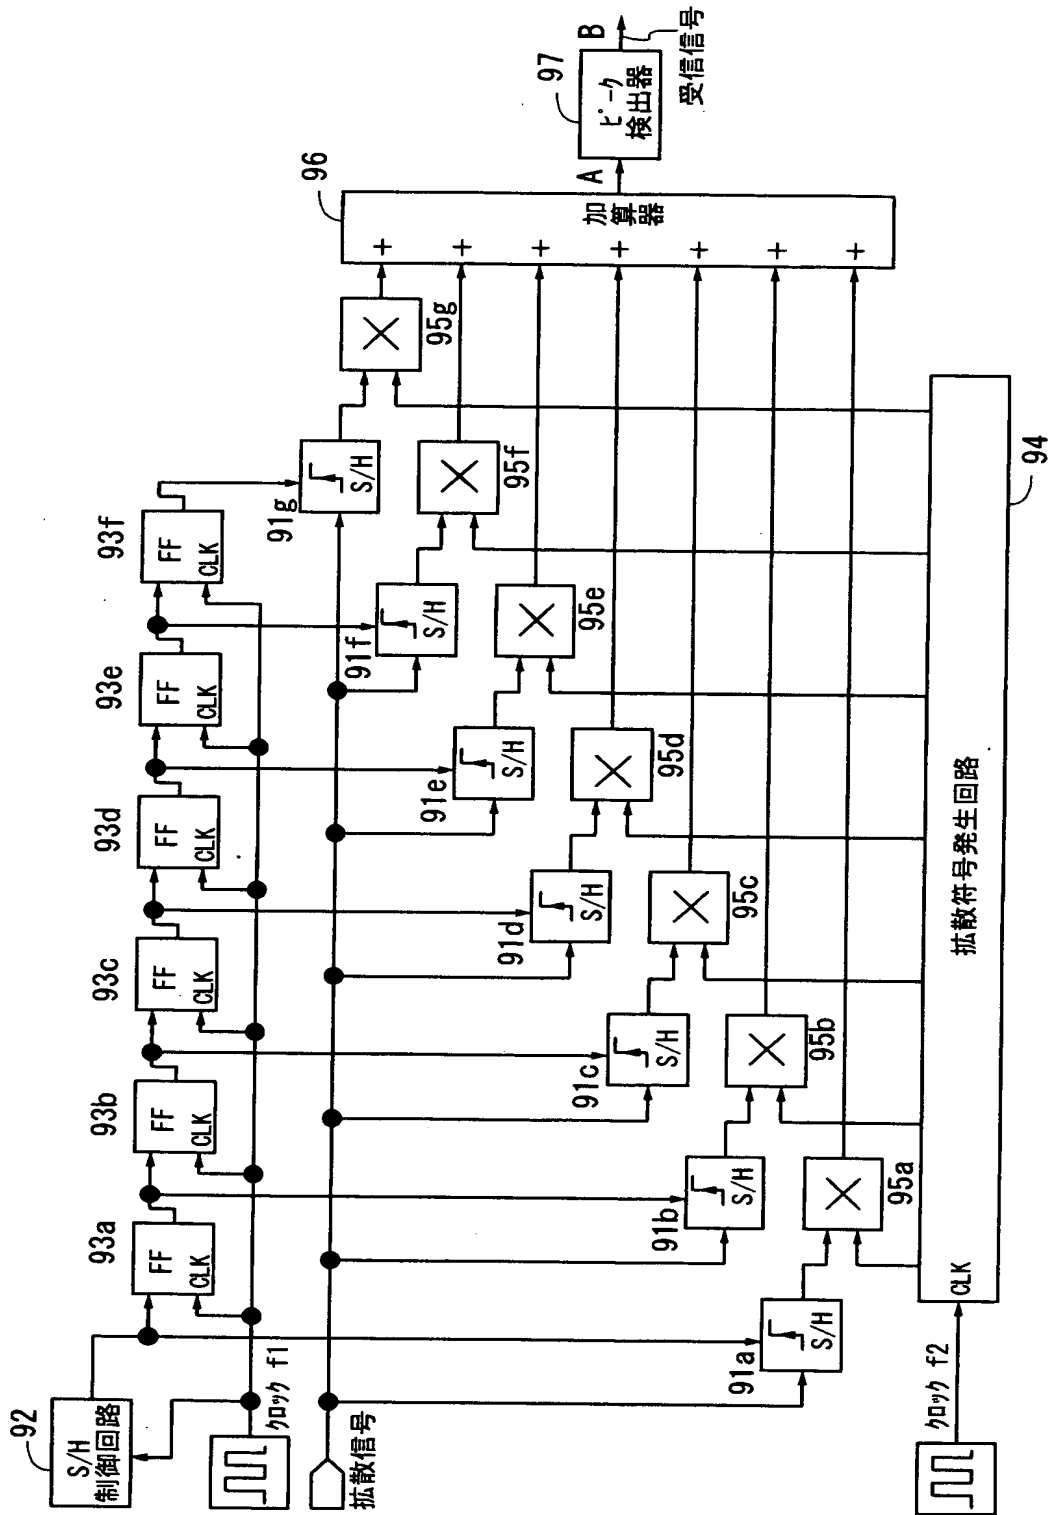 92
S/H
制御回路
クロック f1
拡散信号
93a
FF
CLK
93b
FF
CLK
93c
FF
CLK
93d
FF
CLK
93e
FF
CLK
93f
FF
CLK
91a
S/H
91b
S/H
91c
S/H
91d
S/H
91e
S/H
91f
S/H
91g
S/H
95a
95b
95c
95d
95e
95f
95g
96
加算器
+
+
+
+
+
+
+
A
97
ピーク
検出器
B
受信信号
クロック f2
CLK
拡散符号発生回路
94